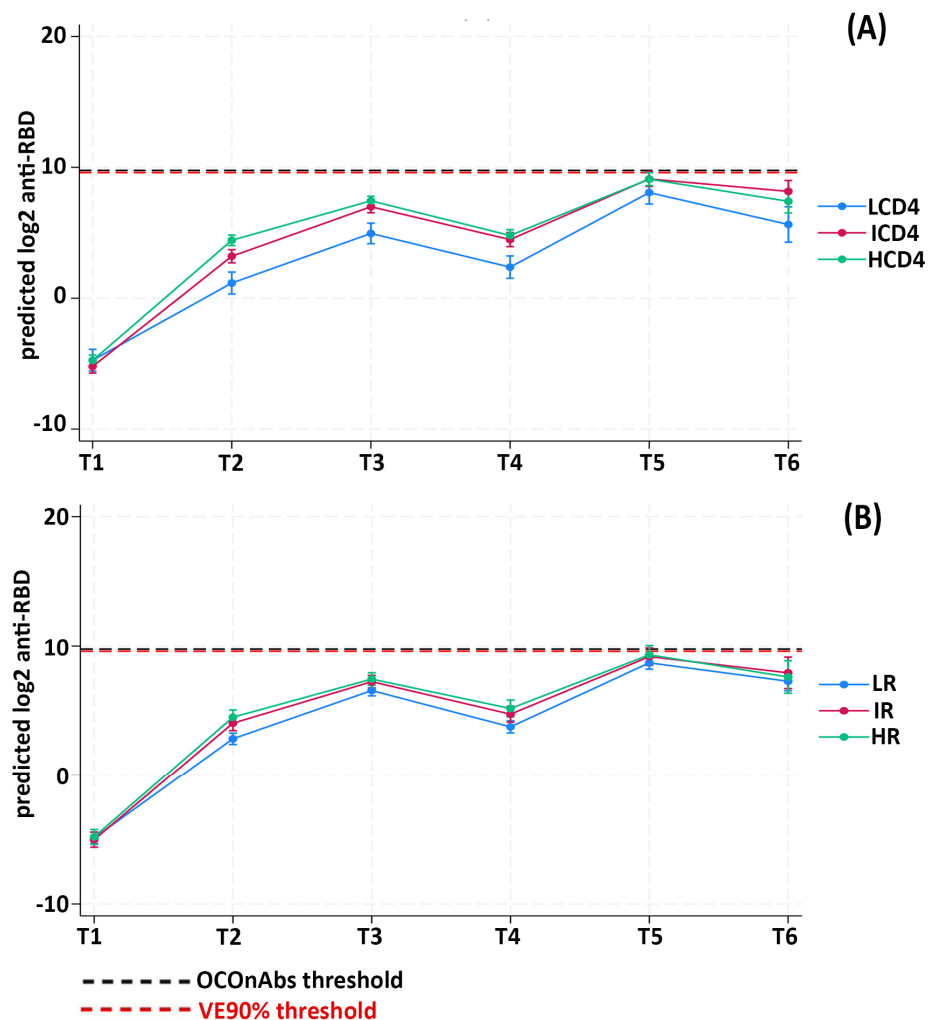 (A)
20
10
0
-10
predicted log2 anti-RBD
LCD4
ICD4
HCD4
T1 T2 T3 T4 T5 T6
(B)
20
10
0
-10
predicted log2 anti-RBD
LR
IR
HR
T1 T2 T3 T4 T5 T6
OCOnAbs threshold
VE90% threshold